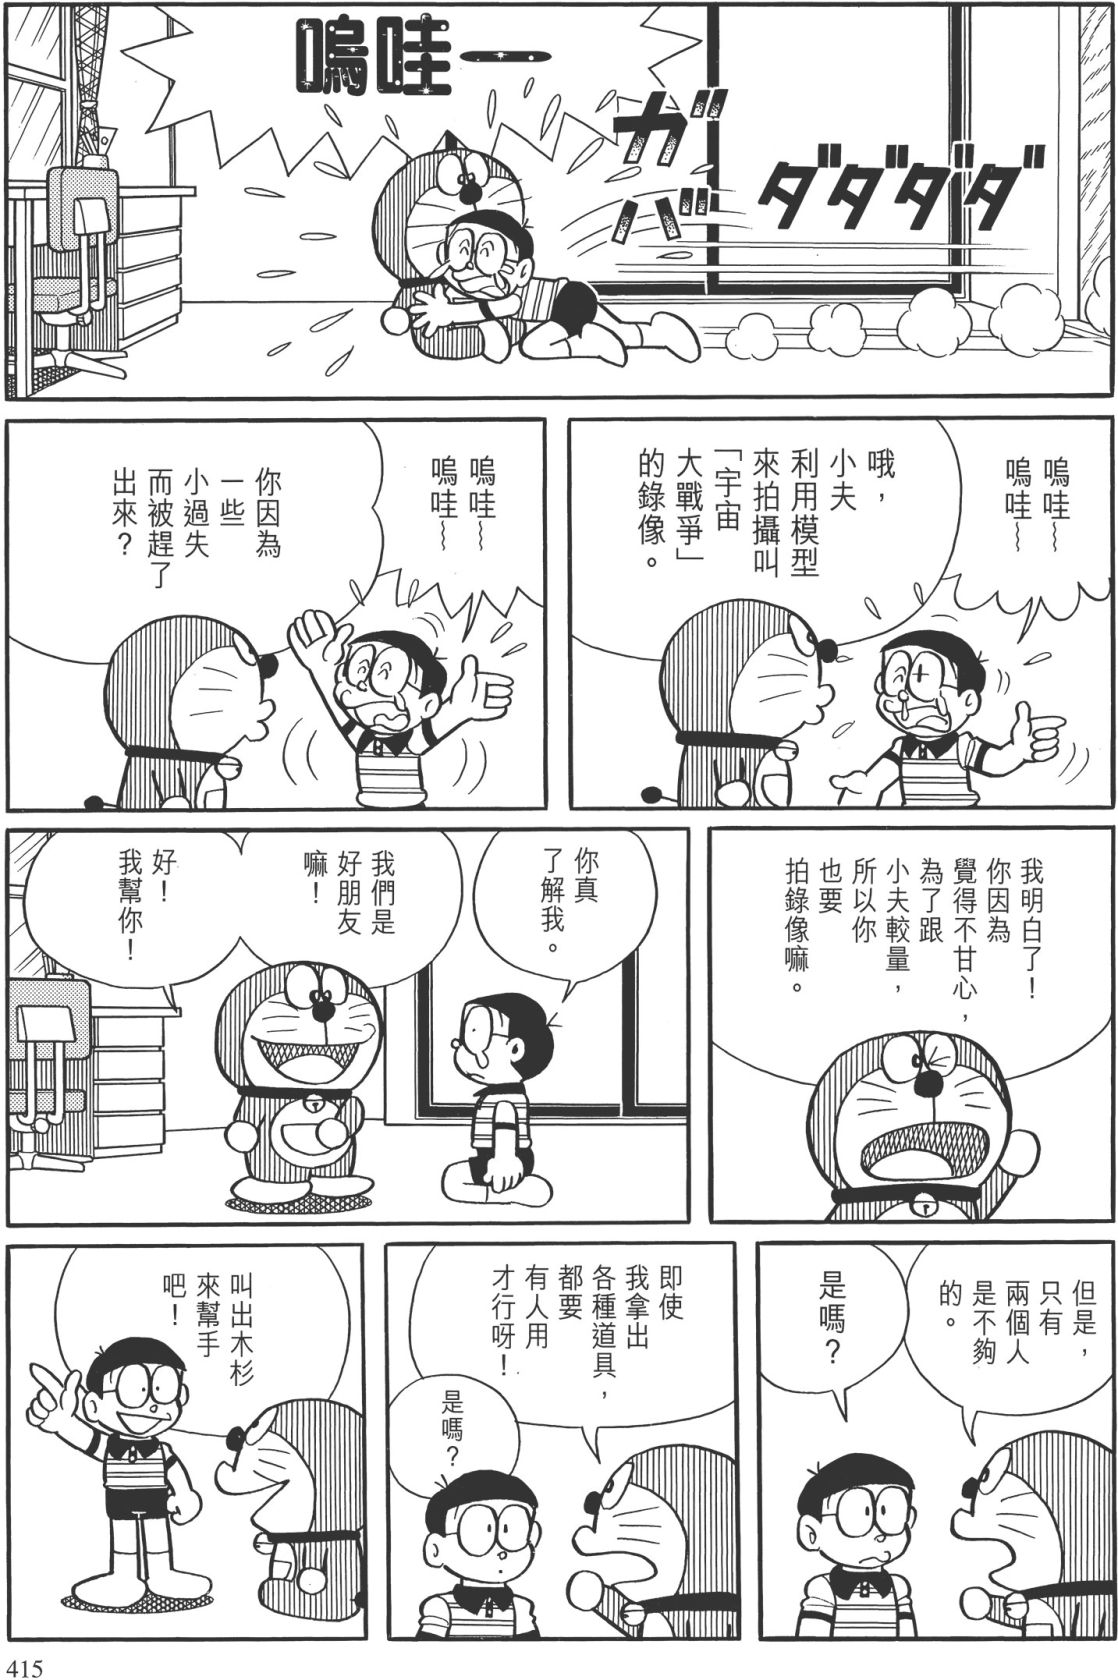 嗚哇一
ガバ
ダダダダ
嗚哇～
嗚哇～
哦，
小夫
利用模型
來拍攝叫
「宇宙
大戰爭」
的錄像。
嗚哇～
嗚哇～
你因為
一些
小過失
而被趕了
出來？
我明白了！
你因為
覺得不甘心，
為了跟
小夫較量，
所以你
也要
拍錄像嘛。
你真
了解我。
我們是
好朋友
嘛！
好！
我幫你！
但是，
只有
兩個人
是不夠
的。
是嗎？
即使
我拿出
各種道具，
都要
有人用
才行呀！
是嗎？
叫出木杉
來幫手
吧！
415